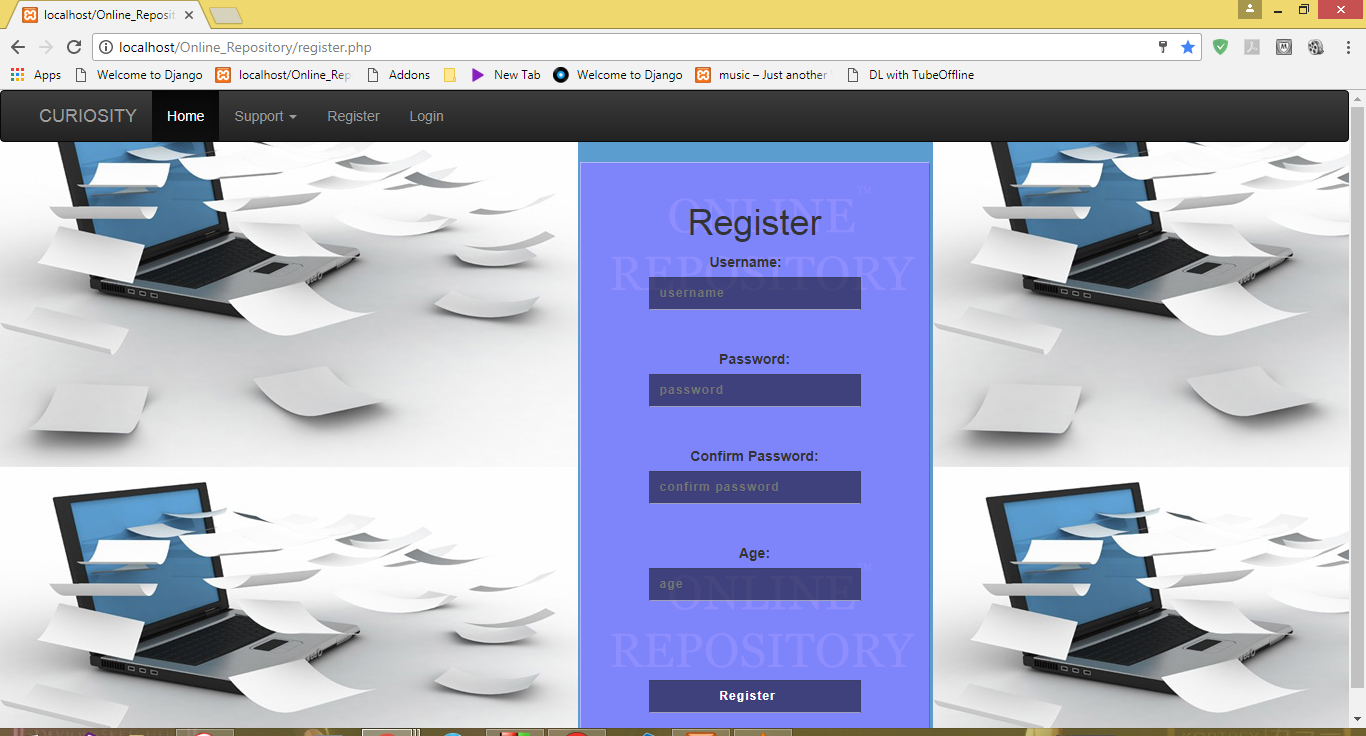 localhost/Online_Reposit
localhost/Online_Repository/register.php
Apps Welcome to Django localhost/Online_Rep Addons New Tab Welcome to Django music – Just another DL with TubeOffline
CURIOSITY Home Support Register Login
ONLINE™
REPOSITORY
Register
Username:
username
Password:
password
Confirm Password:
confirm password
Age:
age
ONLINE™
REPOSITORY
Register